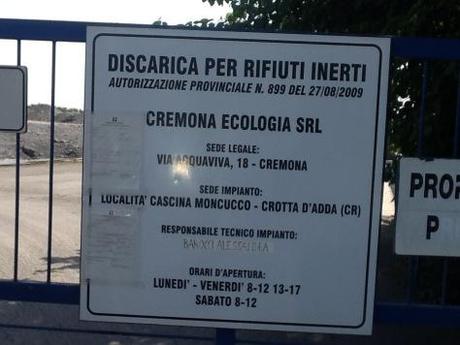 DISCARICA PER RIFIUTI INERTI
AUTORIZZAZIONE PROVINCIALE N. 899 DEL 27/08/2009
CREMONA ECOLOGIA SRL
SEDE LEGALE:
VIA ACQUAVIVA, 18 - CREMONA
SEDE IMPIANTO:
LOCALITA' CASCINA MONCUCCO - CROTTA D'ADDA (CR)
RESPONSABILE TECNICO IMPIANTO:
ORARI D'APERTURA:
LUNEDI' - VENERDI' 8-12 13-17
SABATO 8-12
PROP
P